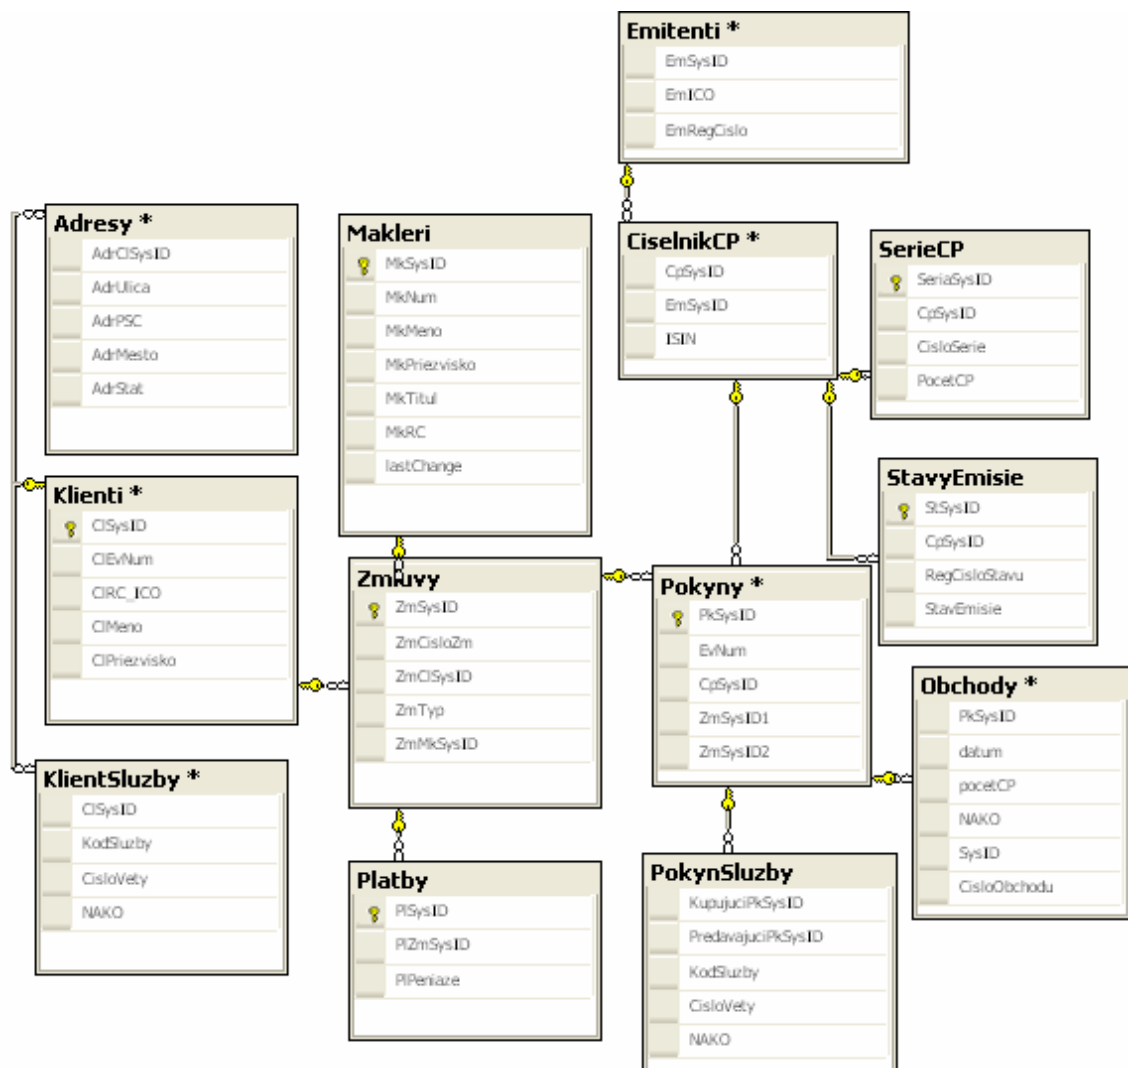 Emitenti *
EmSysID
EmICO
EmRegCislo
Adresy *
AdrClSysID
AdrUlica
AdrPSC
AdrMesto
AdrStat
Makleri
MkSysID
MkNum
MkMeno
MkPriezvisko
MkTitul
MkRC
lastChange
CiselnikCP *
CpSysID
EmSysID
ISIN
SerieCP
SeriaSysID
CpSysID
CisloSerie
PocetCP
Klienti *
ClSysID
ClEvNum
ClRC_ICO
ClMeno
ClPriezvisko
Zmluvy
ZmSysID
ZmCisloZm
ZmClSysID
ZmTyp
ZmMkSysID
Pokyny *
PkSysID
EvNum
CpSysID
ZmSysID1
ZmSysID2
StavyEmisie
StSysID
CpSysID
RegCisloStavu
StavEmisie
Obchody *
PkSysID
datum
pocetCP
NAKO
SysID
CisloObchodu
KlientSluzby *
ClSysID
KodSluzby
CisloVety
NAKO
Platby
PlSysID
PlZmSysID
PlPeniaze
PokynSluzby
KupujuciPkSysID
PredavajuciPkSysID
KodSluzby
CisloVety
NAKO